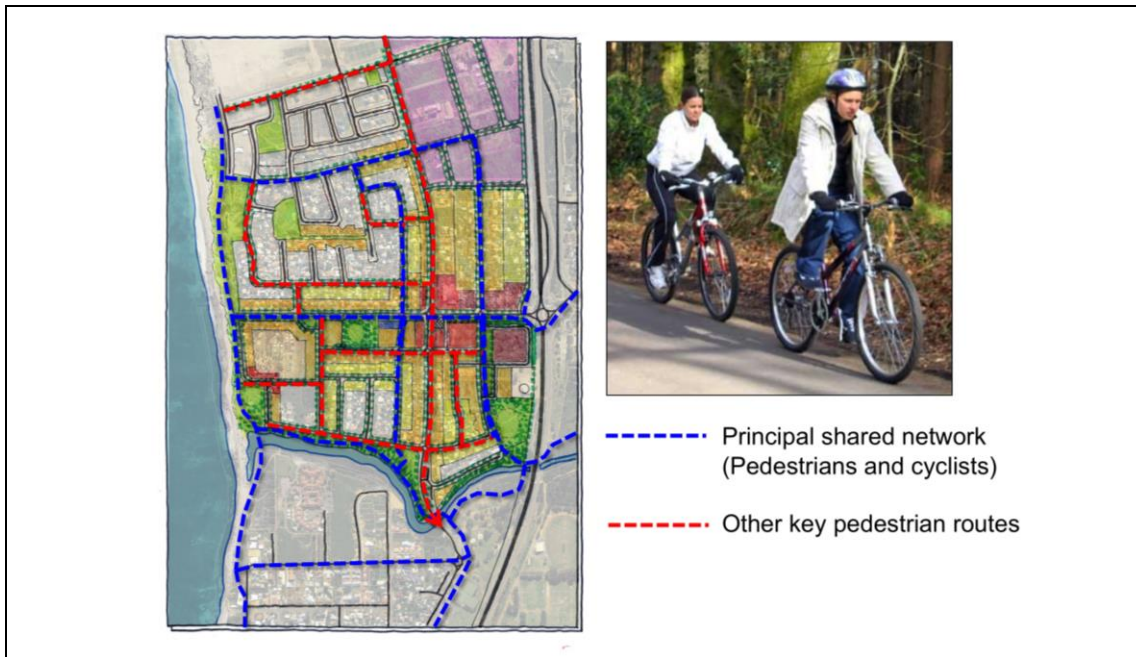 Principal shared network
(Pedestrians and cyclists)
Other key pedestrian routes